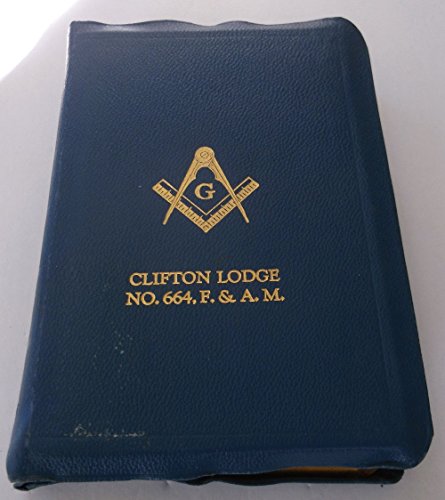 G
CLIFTON LODGE
NO. 664, F. & A. M.